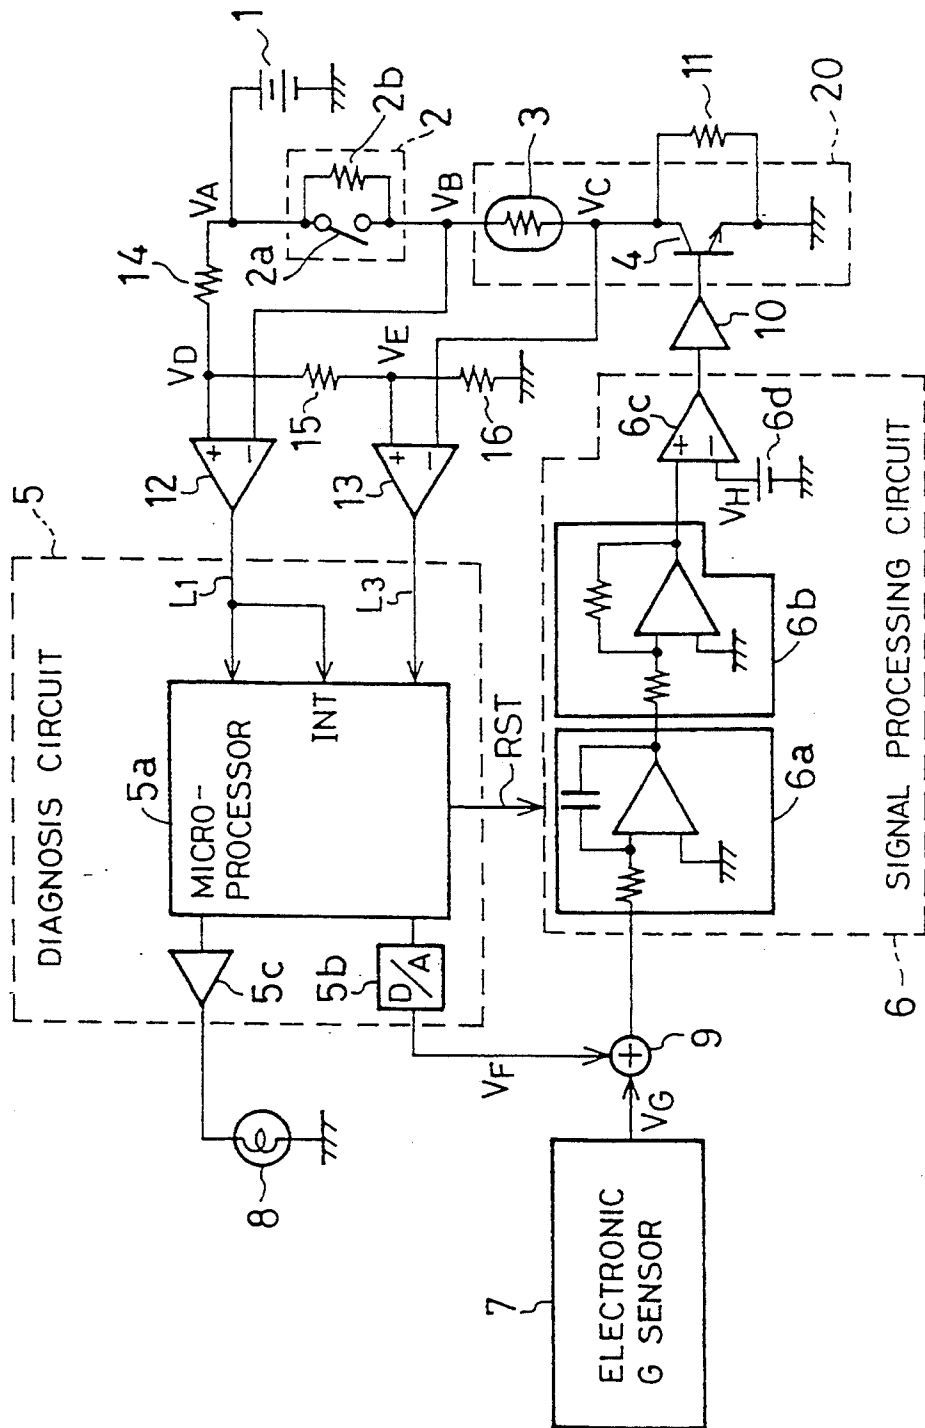 1
VA
14
2b
2
2a
VB
VD
VE
3
VC
11
20
4
10
15
16
+
−
12
+
−
13
5
L1
L3
DIAGNOSIS CIRCUIT
5a
MICRO-
PROCESSOR
INT
5c
D/A
5b
RST
8
VF
9
+
VG
7
ELECTRONIC
G SENSOR
6
6a
6b
6c
+
−
VH
6d
SIGNAL PROCESSING CIRCUIT